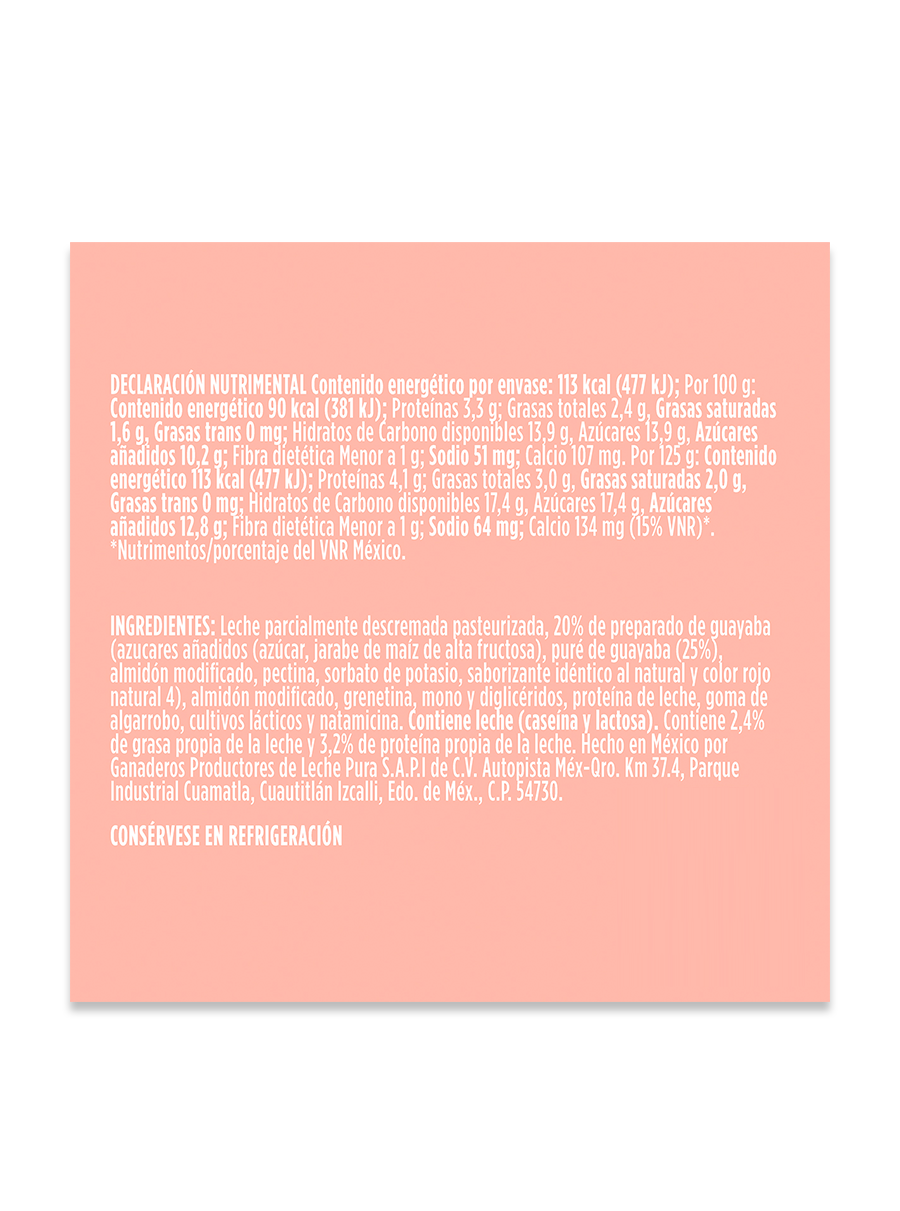 DECLARACIÓN NUTRIMENTAL Contenido energético por envase: 113 kcal (477 kJ); Por 100 g:
Contenido energético 90 kcal (381 kJ); Proteínas 3,3 g; Grasas totales 2,4 g, Grasas saturadas
1,6 g, Grasas trans 0 mg; Hidratos de Carbono disponibles 13,9 g, Azúcares 13,9 g, Azúcares
añadidos 10,2 g; Fibra dietética Menor a 1 g; Sodio 51 mg; Calcio 107 mg. Por 125 g: Contenido
energético 113 kcal (477 kJ); Proteínas 4,1 g; Grasas totales 3,0 g, Grasas saturadas 2,0 g,
Grasas trans 0 mg; Hidratos de Carbono disponibles 17,4 g, Azúcares 17,4 g, Azúcares
añadidos 12,8 g; Fibra dietética Menor a 1 g; Sodio 64 mg; Calcio 134 mg (15% VNR)*.
*Nutrimentos/porcentaje del VNR México.
INGREDIENTES: Leche parcialmente descremada pasteurizada, 20% de preparado de guayaba
(azucares añadidos (azúcar, jarabe de maíz de alta fructosa), puré de guayaba (25%),
almidón modificado, pectina, sorbato de potasio, saborizante idéntico al natural y color rojo
natural 4), almidón modificado, grenetina, mono y diglicéridos, proteína de leche, goma de
algarrobo, cultivos lácticos y natamicina. Contiene leche (caseína y lactosa). Contiene 2,4%
de grasa propia de la leche y 3,2% de proteína propia de la leche. Hecho en México por
Ganaderos Productores de Leche Pura S.A.P.I de C.V. Autopista Méx-Qro. Km 37.4, Parque
Industrial Cuamatla, Cuautitlán Izcalli, Edo. de Méx., C.P. 54730.
CONSÉRVESE EN REFRIGERACIÓN